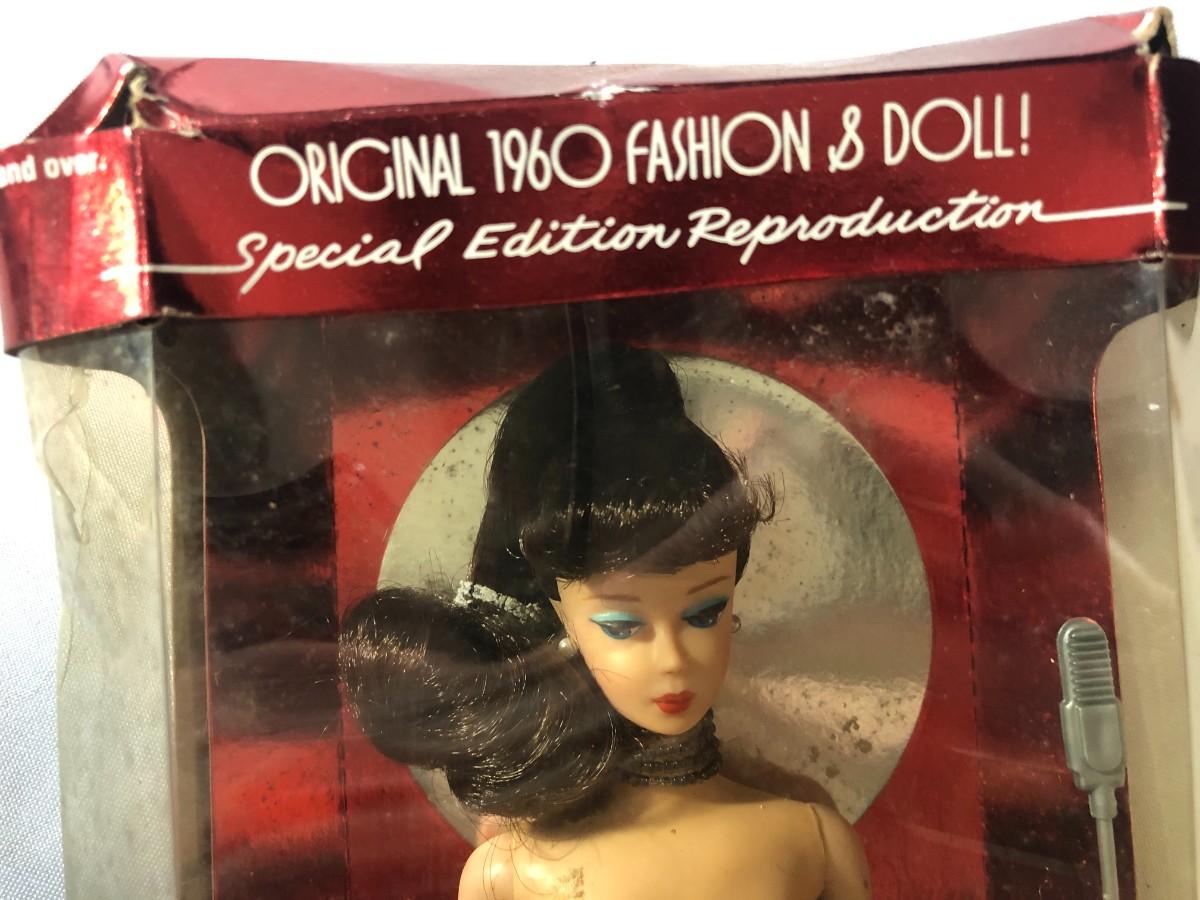 and over.
ORIGINAL 1960 FASHION & DOLL!
Special Edition Reproduction